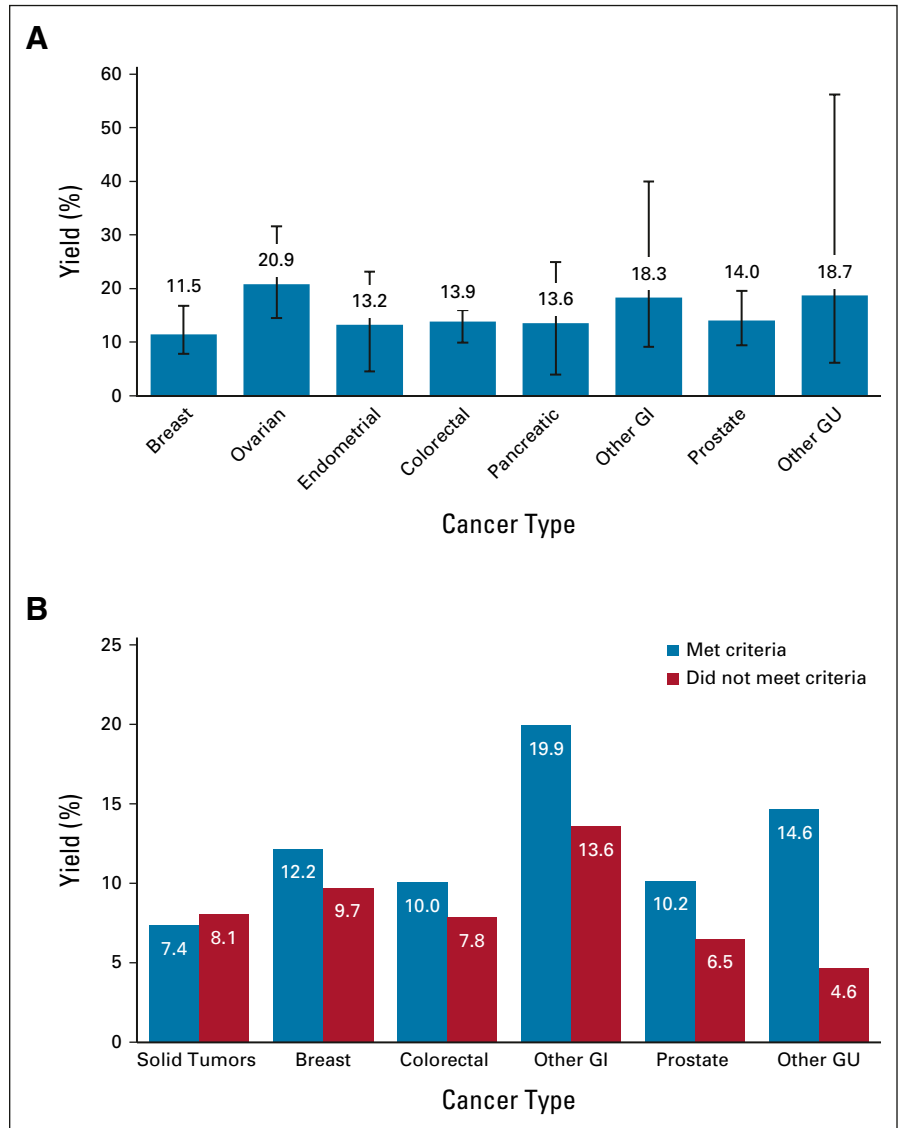 A
60
50
40
30
20
10
0
Yield (%)
11.5
20.9
13.2
13.9
13.6
18.3
14.0
18.7
Breast
Ovarian
Endometrial
Colorectal
Pancreatic
Other GI
Prostate
Other GU
Cancer Type
B
25
20
15
10
5
0
Yield (%)
Met criteria
Did not meet criteria
7.4
8.1
12.2
9.7
10.0
7.8
19.9
13.6
10.2
6.5
14.6
4.6
Solid Tumors
Breast
Colorectal
Other GI
Prostate
Other GU
Cancer Type